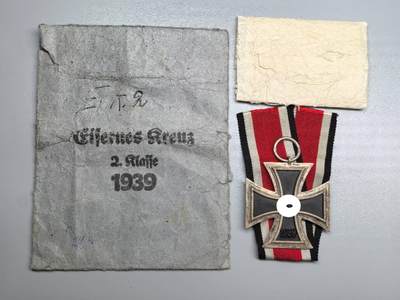 Eisernes Kreuz
2. Klasse
1939